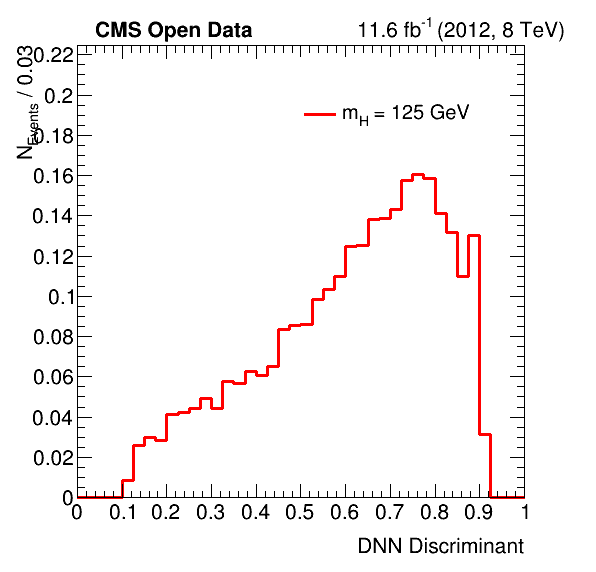 CMS Open Data 11.6 fb⁻¹ (2012, 8 TeV)
N_Events / 0.03
m_H = 125 GeV
0.22
0.2
0.18
0.16
0.14
0.12
0.1
0.08
0.06
0.04
0.02
0
0 0.1 0.2 0.3 0.4 0.5 0.6 0.7 0.8 0.9 1
DNN Discriminant